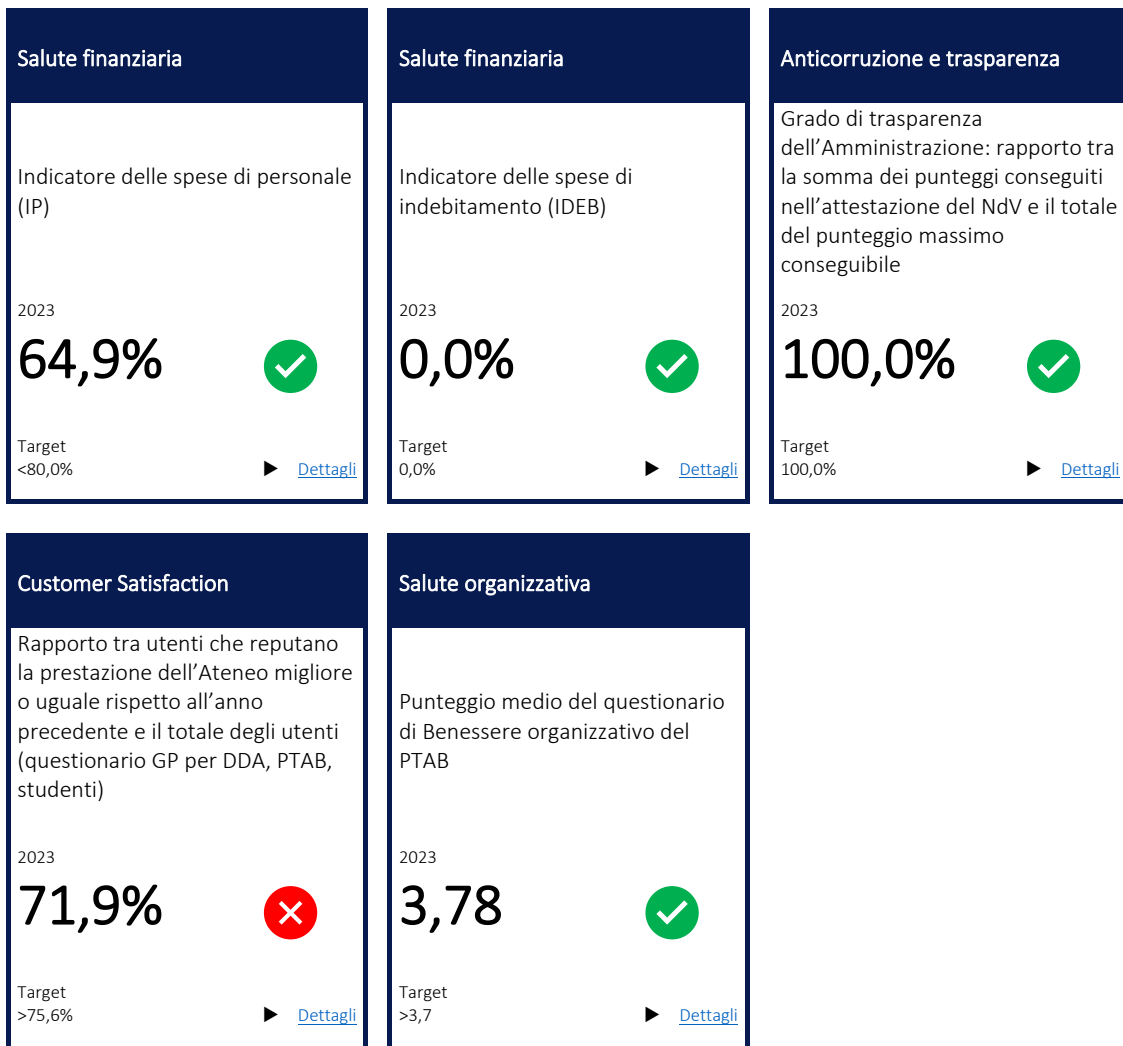 Salute finanziaria
Indicatore delle spese di personale
(IP)
2023
64,9%
Target
<80,0%
▶ Dettagli
Salute finanziaria
Indicatore delle spese di
indebitamento (IDEB)
2023
0,0%
Target
0,0%
▶ Dettagli
Anticorruzione e trasparenza
Grado di trasparenza
dell’Amministrazione: rapporto tra
la somma dei punteggi conseguiti
nell’attestazione del NdV e il totale
del punteggio massimo
conseguibile
2023
100,0%
Target
100,0%
▶ Dettagli
Customer Satisfaction
Rapporto tra utenti che reputano
la prestazione dell’Ateneo migliore
o uguale rispetto all’anno
precedente e il totale degli utenti
(questionario GP per DDA, PTAB,
studenti)
2023
71,9%
Target
>75,6%
▶ Dettagli
Salute organizzativa
Punteggio medio del questionario
di Benessere organizzativo del
PTAB
2023
3,78
Target
>3,7
▶ Dettagli